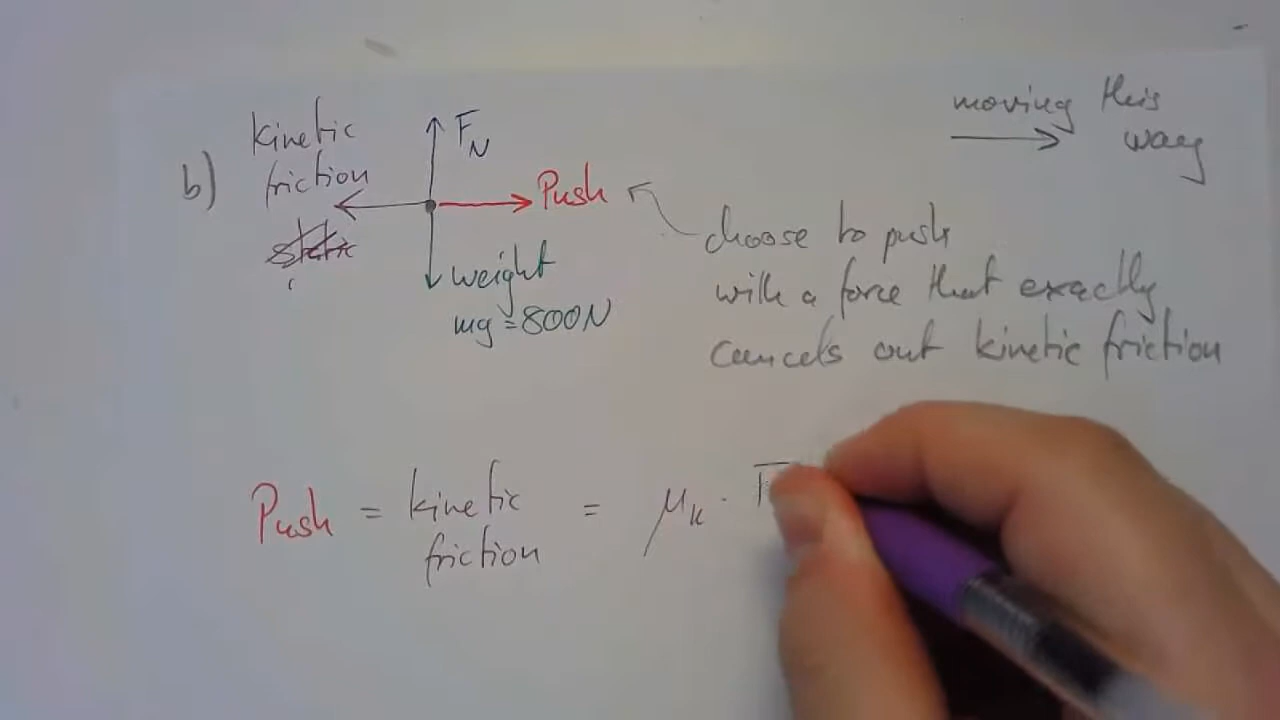 moving this
way
b)
kinetic
friction
static
F_N
Push
weight
mg = 800N
choose to push
with a force that exactly
cancels out kinetic friction
Push = kinetic friction = μ_k · F